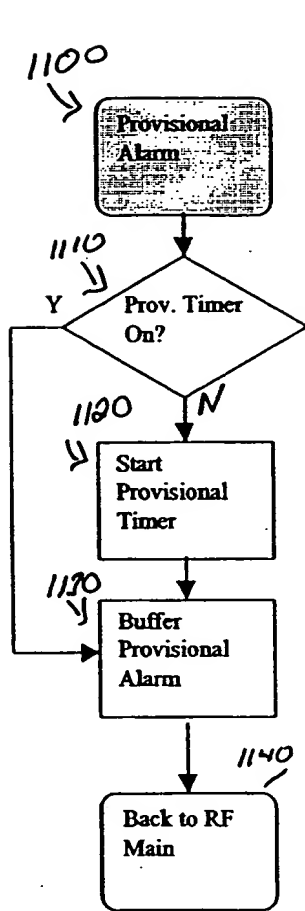 1100
Provisional
Alarm
1110
Y
Prov. Timer
On?
N
1120
Start
Provisional
Timer
1130
Buffer
Provisional
Alarm
1140
Back to RF
Main